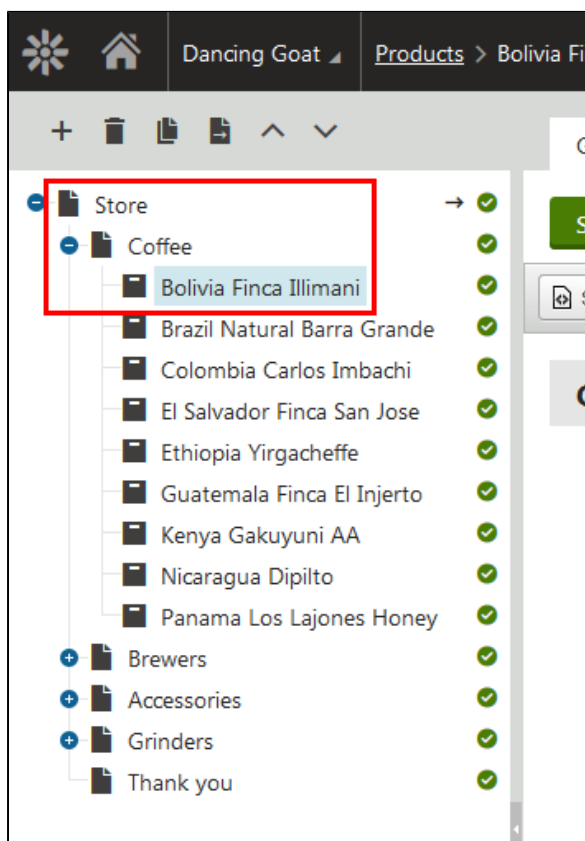 Dancing Goat Products > Bolivia Fi
Store
Coffee
Bolivia Finca Illimani
Brazil Natural Barra Grande
Colombia Carlos Imbachi
El Salvador Finca San Jose
Ethiopia Yirgacheffe
Guatemala Finca El Injerto
Kenya Gakuyuni AA
Nicaragua Dipilto
Panama Los Lajones Honey
Brewers
Accessories
Grinders
Thank you